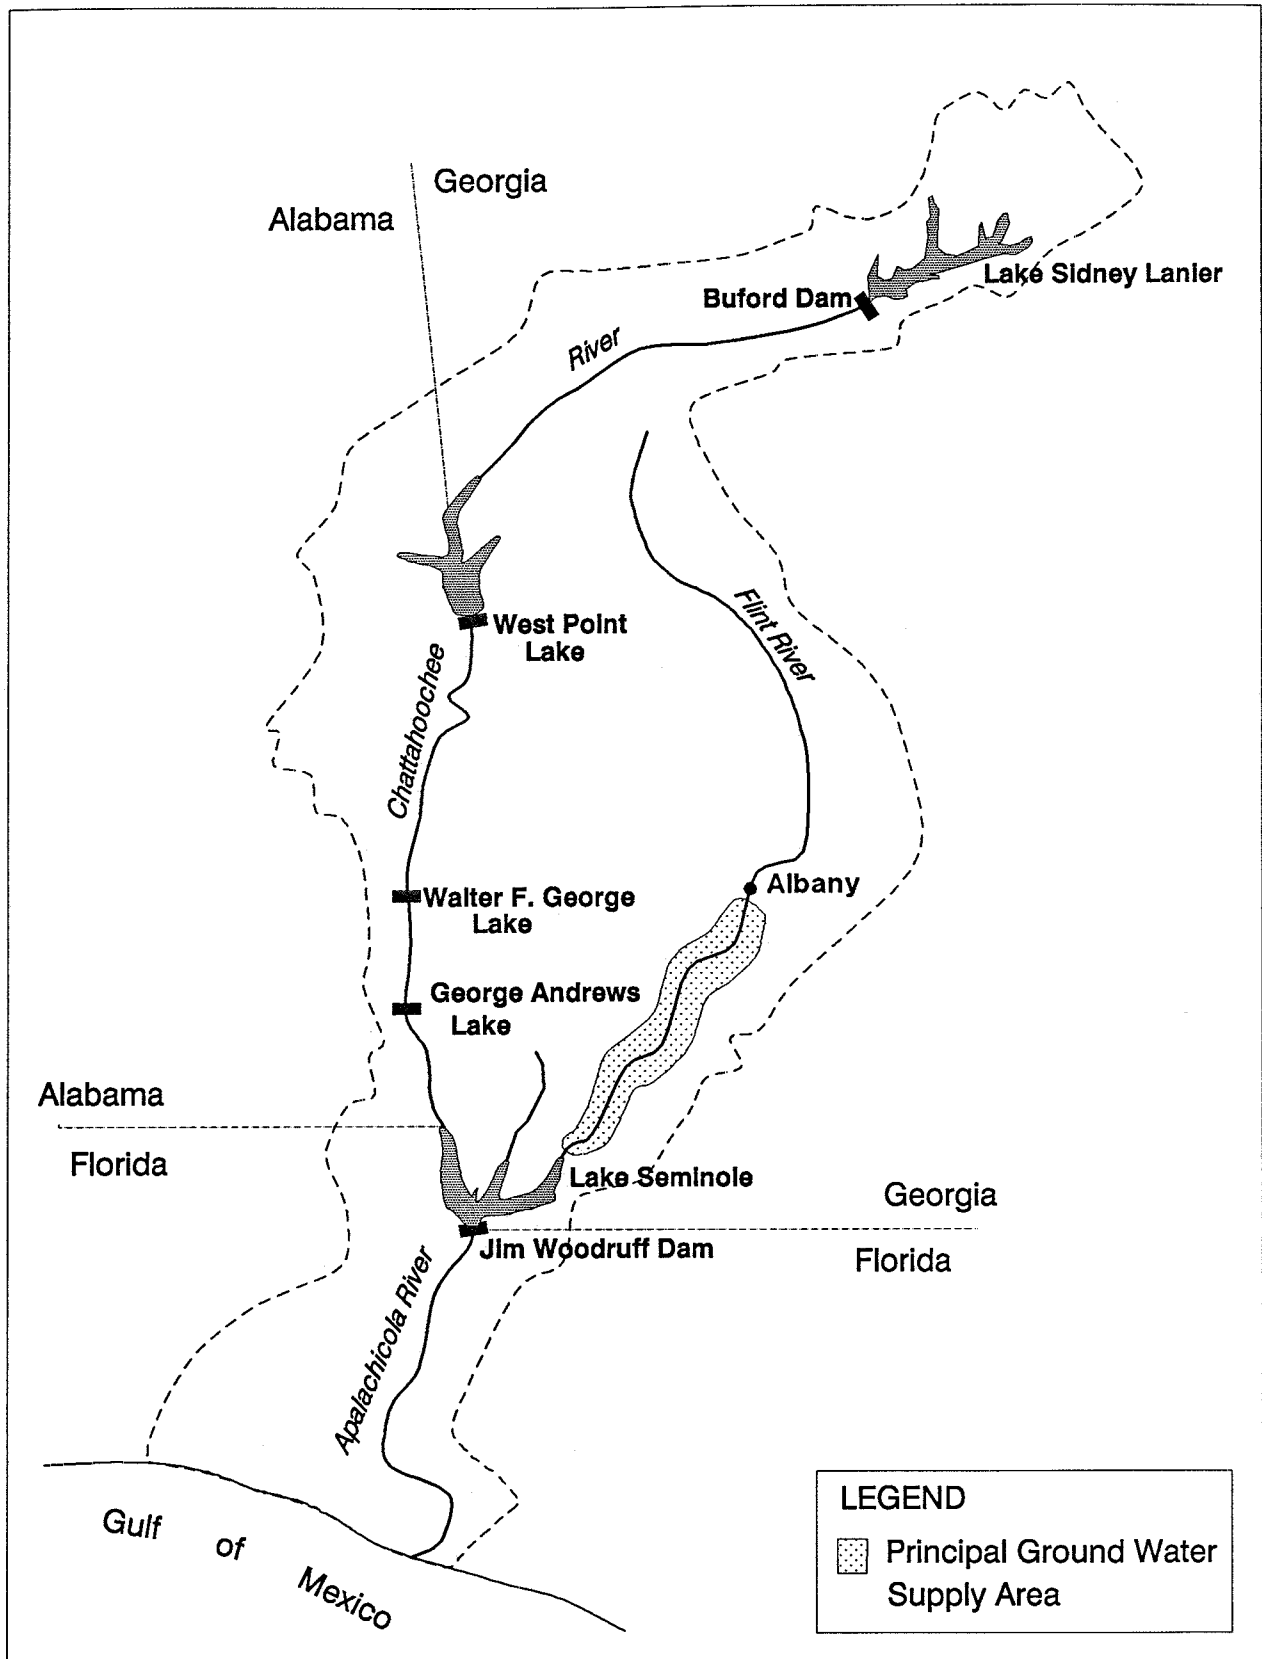 Georgia
Alabama
Lake Sidney Lanier
Buford Dam
River
Flint River
West Point
Lake
Chattahoochee
Albany
Walter F. George
Lake
George Andrews
Lake
Alabama
Florida
Lake Seminole
Georgia
Jim Woodruff Dam
Florida
Apalachicola River
LEGEND
Principal Ground Water
Supply Area
Gulf of Mexico